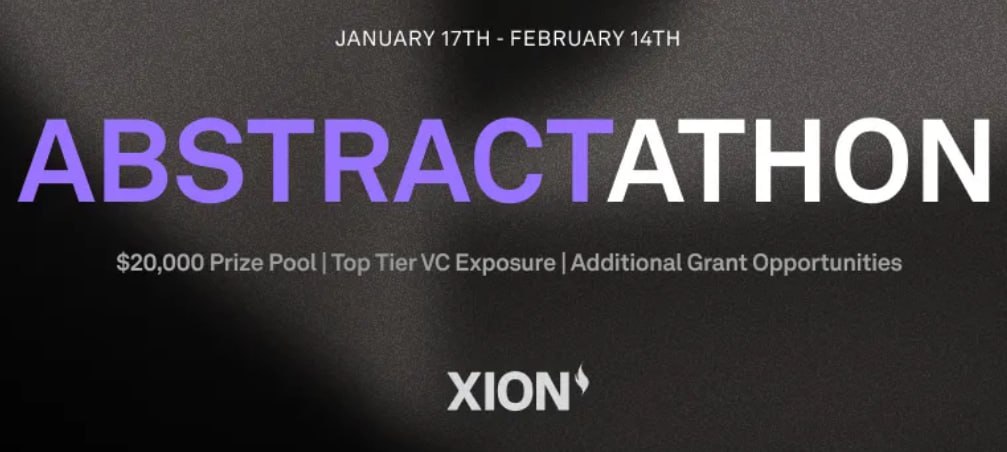 JANUARY 17TH - FEBRUARY 14TH
ABSTRACTATHON
$20,000 Prize Pool | Top Tier VC Exposure | Additional Grant Opportunities
XION